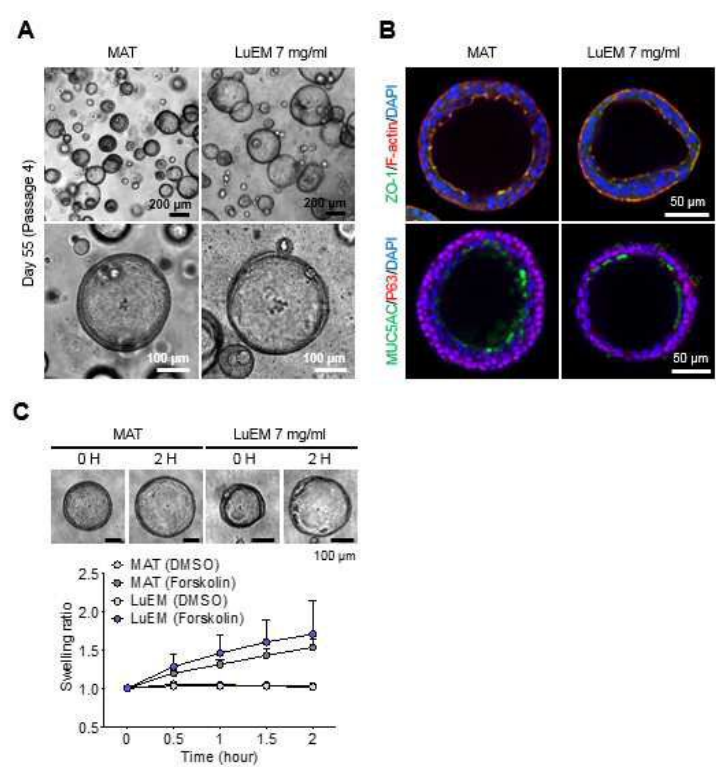 A
MAT
LuEM 7 mg/ml
Day 55 (Passage 4)
200 µm
200 µm
100 µm
100 µm
B
MAT
LuEM 7 mg/ml
ZO-1/F-actin/DAPI
50 µm
MUC5AC/P63/DAPI
50 µm
C
MAT
LuEM 7 mg/ml
0 H
2 H
0 H
2 H
100 µm
MAT (DMSO)
MAT (Forskolin)
LuEM (DMSO)
LuEM (Forskolin)
Swelling ratio
2.5
2.0
1.5
1.0
0.5
0 0.5 1 1.5 2
Time (hour)